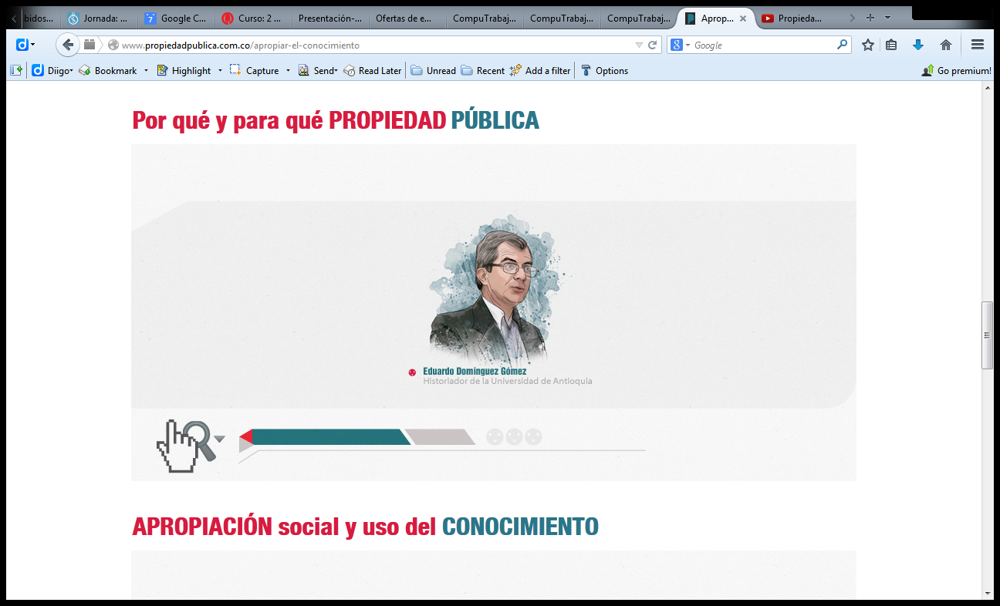 bidos...
Jornada: ...
7
Google C...
Curso: 2 ...
Presentación-...
Ofertas de e...
CompuTrabaj...
CompuTrabaj...
CompuTrabaj...
Aprop...
Propieda...
d
www.propiedadpublica.com.co/apropiar-el-conocimiento
8
Google
d Diigo
Bookmark
Highlight
Capture
Send
Read Later
Unread
Recent
Add a filter
Options
Go premium!
Por qué y para qué PROPIEDAD PÚBLICA
Eduardo Domínguez Gómez
Historiador de la Universidad de Antioquia
APROPIACIÓN social y uso del CONOCIMIENTO